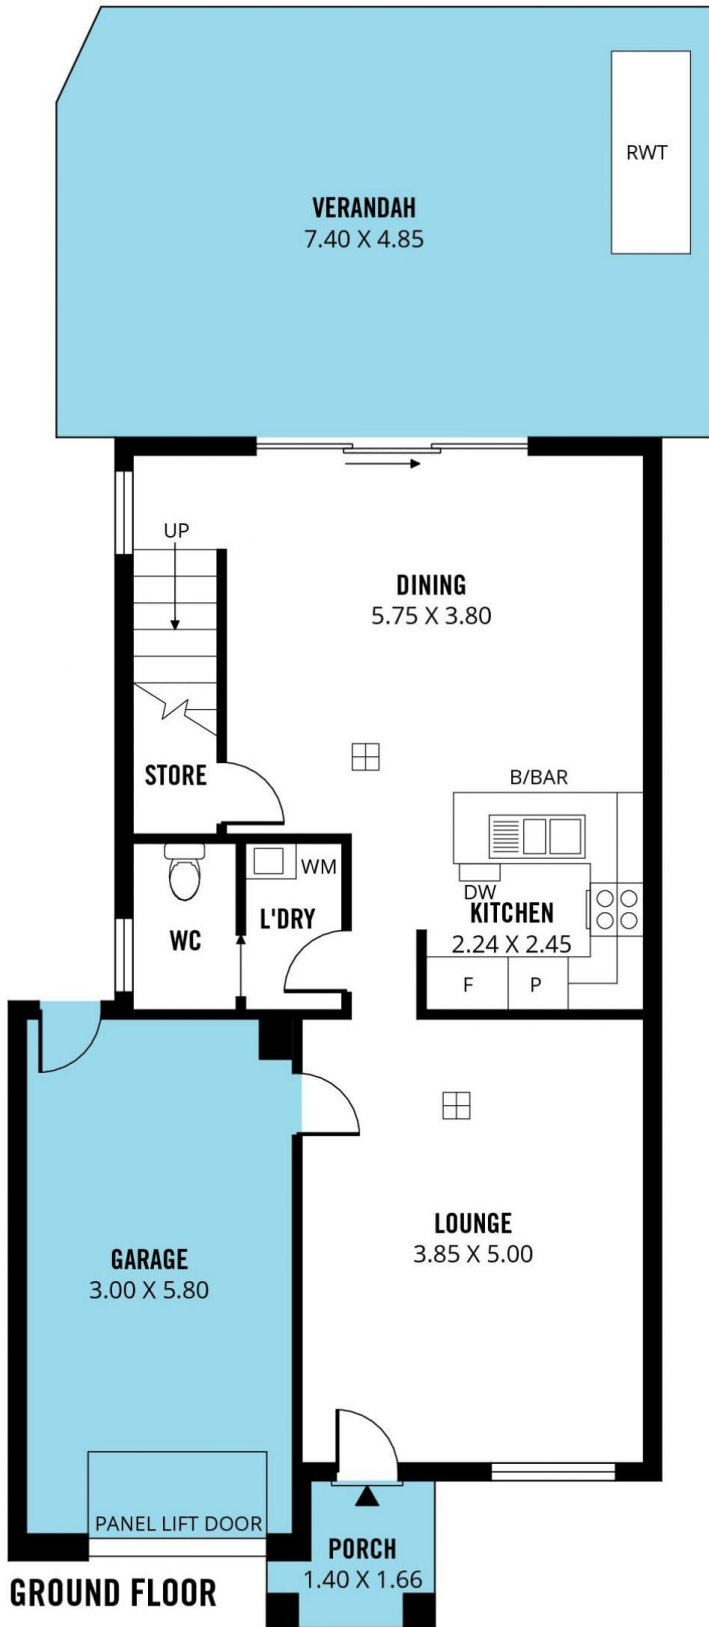 RWT
VERANDAH
7.40 X 4.85
UP
DINING
5.75 X 3.80
STORE
B/BAR
WM
DW
L'DRY
KITCHEN
2.24 X 2.45
WC
F
P
LOUNGE
3.85 X 5.00
GARAGE
3.00 X 5.80
PANEL LIFT DOOR
PORCH
1.40 X 1.66
GROUND FLOOR